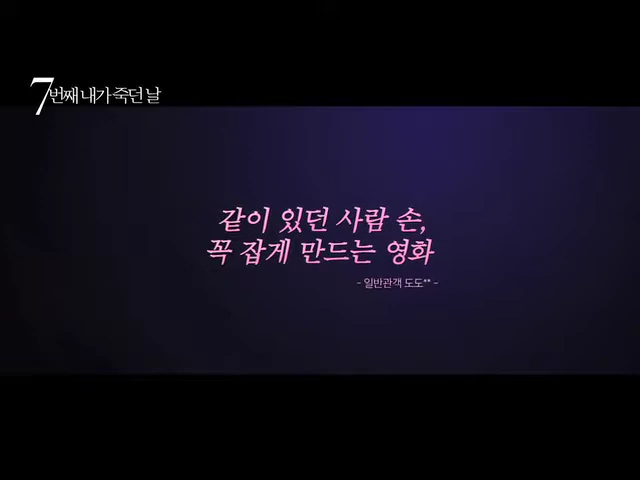 7번째 내가 죽던 날
같이 있던 사람 손,
꼭 잡게 만드는 영화
- 일반관객 도도** -